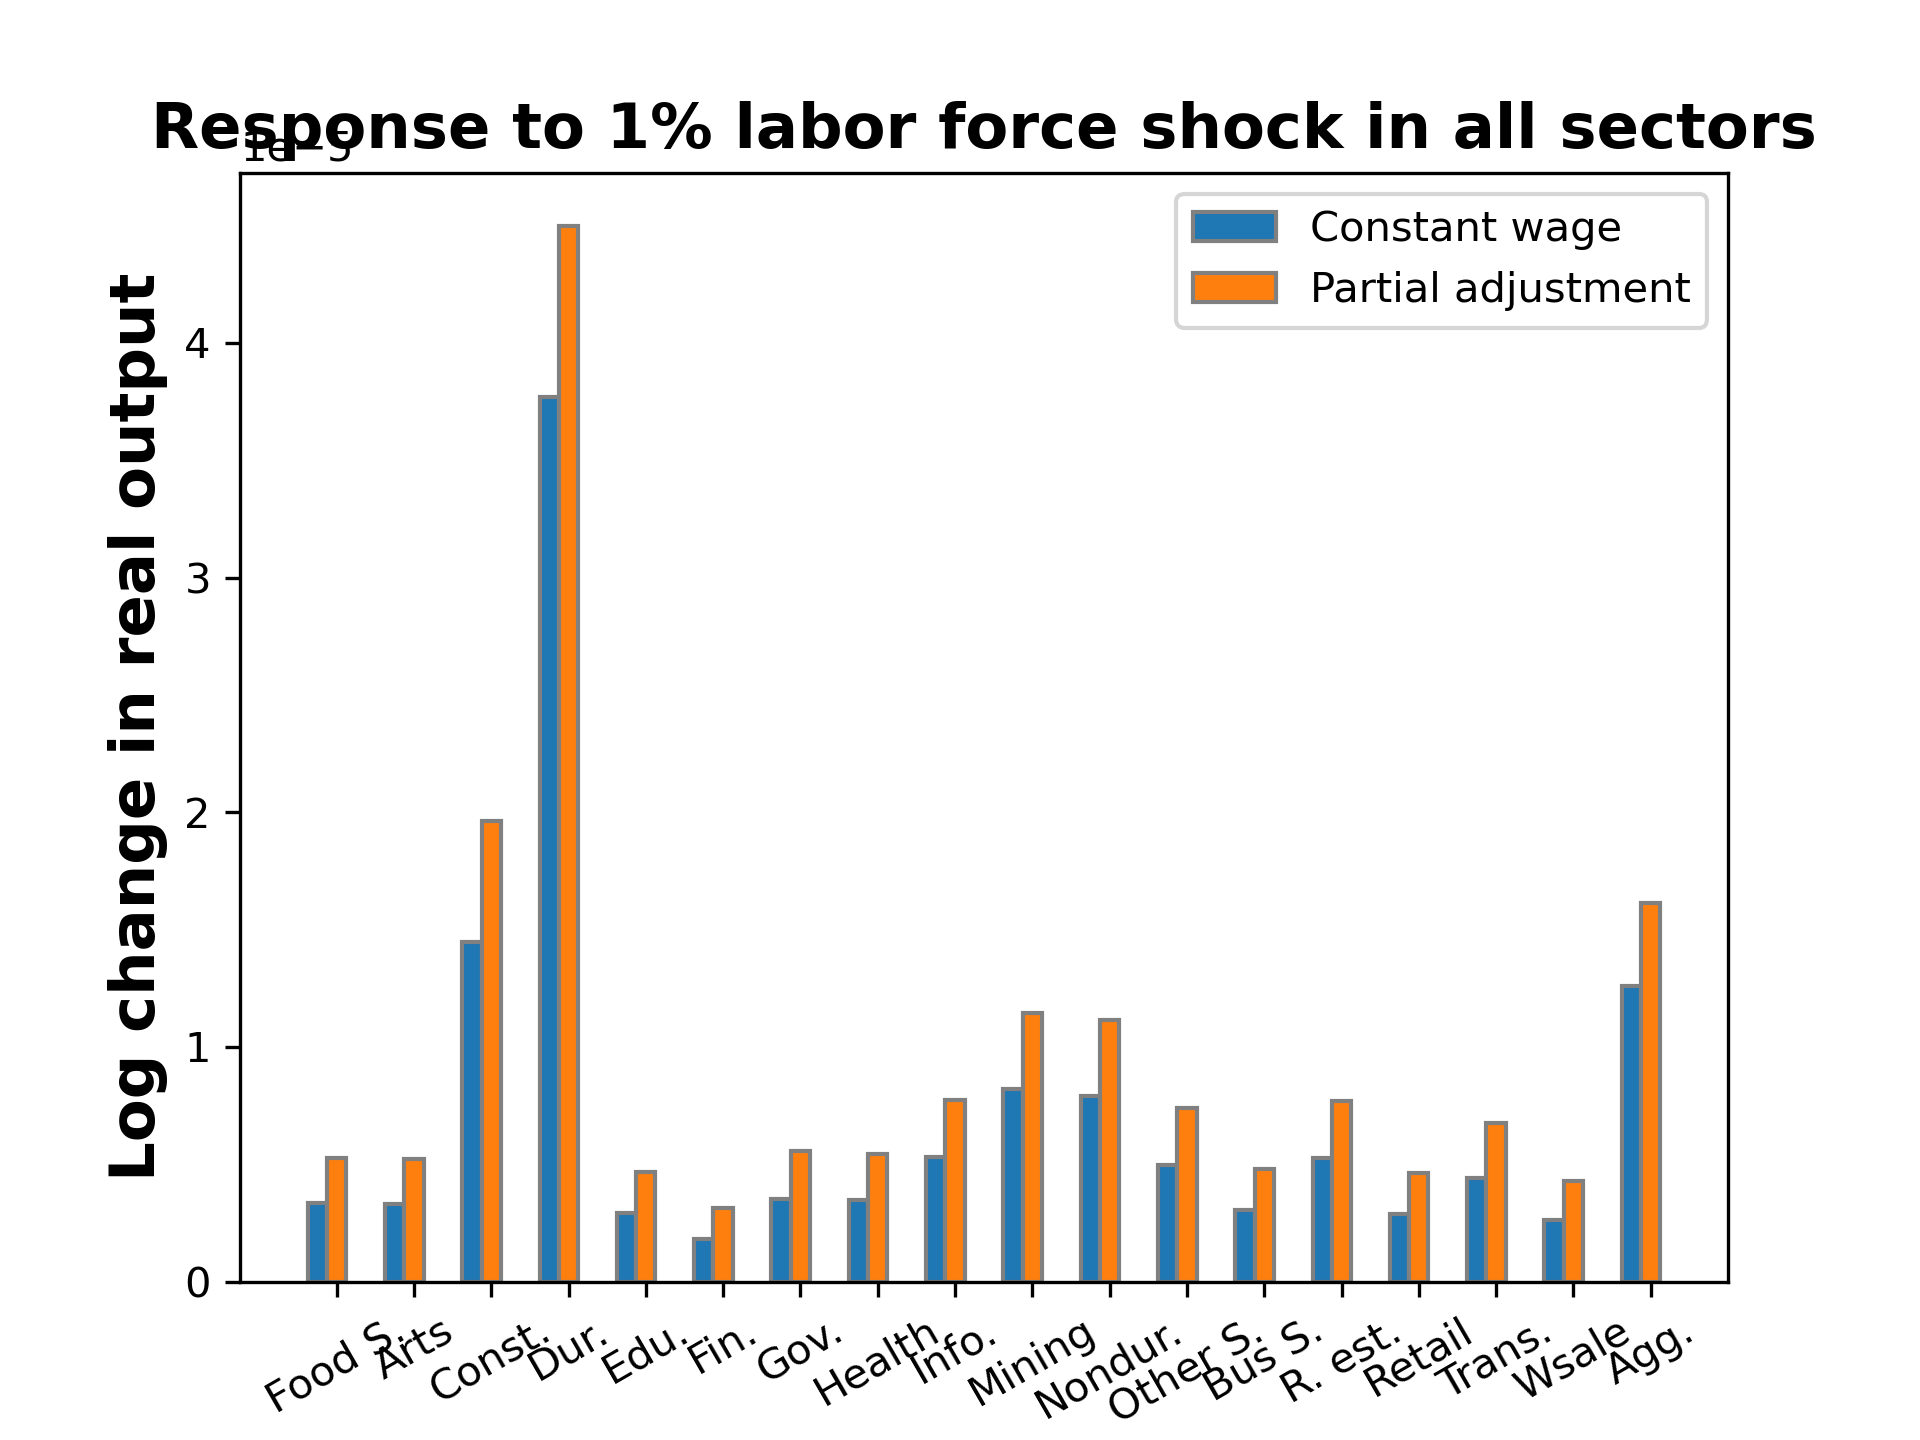 Response to 1% labor force shock in all sectors
1e−5
Constant wage
Partial adjustment
Log change in real output
4
3
2
1
0
Food S.
Arts
Const.
Dur.
Edu.
Fin.
Gov.
Health
Info.
Mining
Nondur.
Other S.
Bus S.
R. est.
Retail
Trans.
Wsale
Agg.